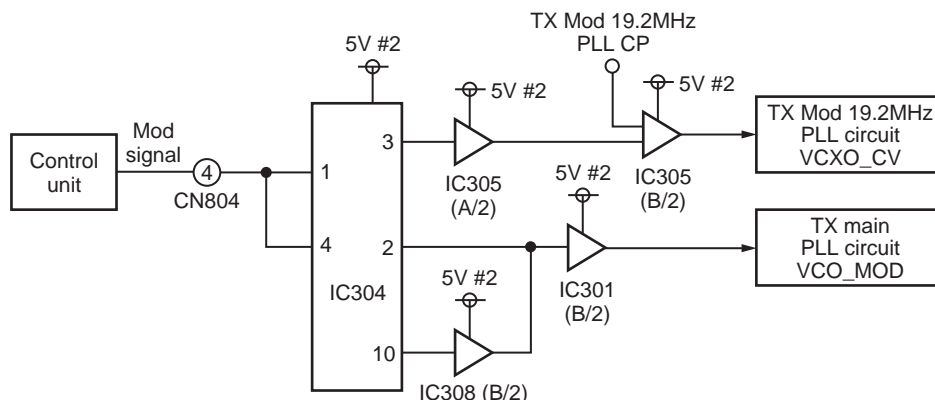 TX Mod 19.2MHz
PLL CP
5V #2
5V #2
5V #2
TX Mod 19.2MHz
PLL circuit
VCXO_CV
Control
unit
Mod
signal
4
CN804
3
1
IC305
(A/2)
IC305
(B/2)
5V #2
4
2
TX main
PLL circuit
VCO_MOD
IC304
5V #2
IC301
(B/2)
10
IC308 (B/2)